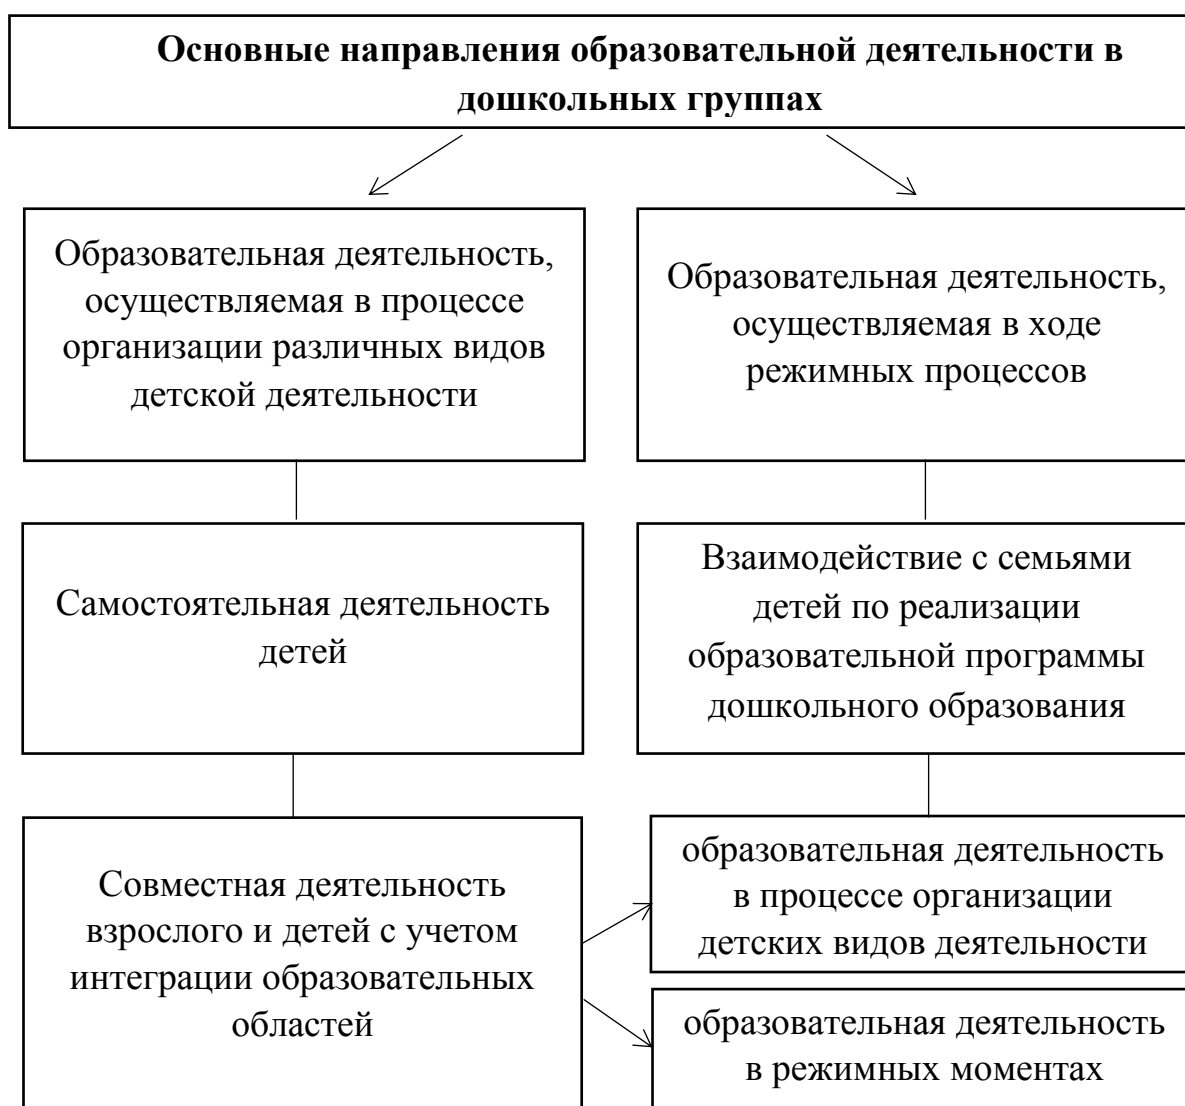 Основные направления образовательной деятельности в
дошкольных группах
Образовательная деятельность,
осуществляемая в процессе
организации различных видов
детской деятельности
Образовательная деятельность,
осуществляемая в ходе
режимных процессов
Самостоятельная деятельность
детей
Взаимодействие с семьями
детей по реализации
образовательной программы
дошкольного образования
Совместная деятельность
взрослого и детей с учетом
интеграции образовательных
областей
образовательная деятельность
в процессе организации
детских видов деятельности
образовательная деятельность
в режимных моментах